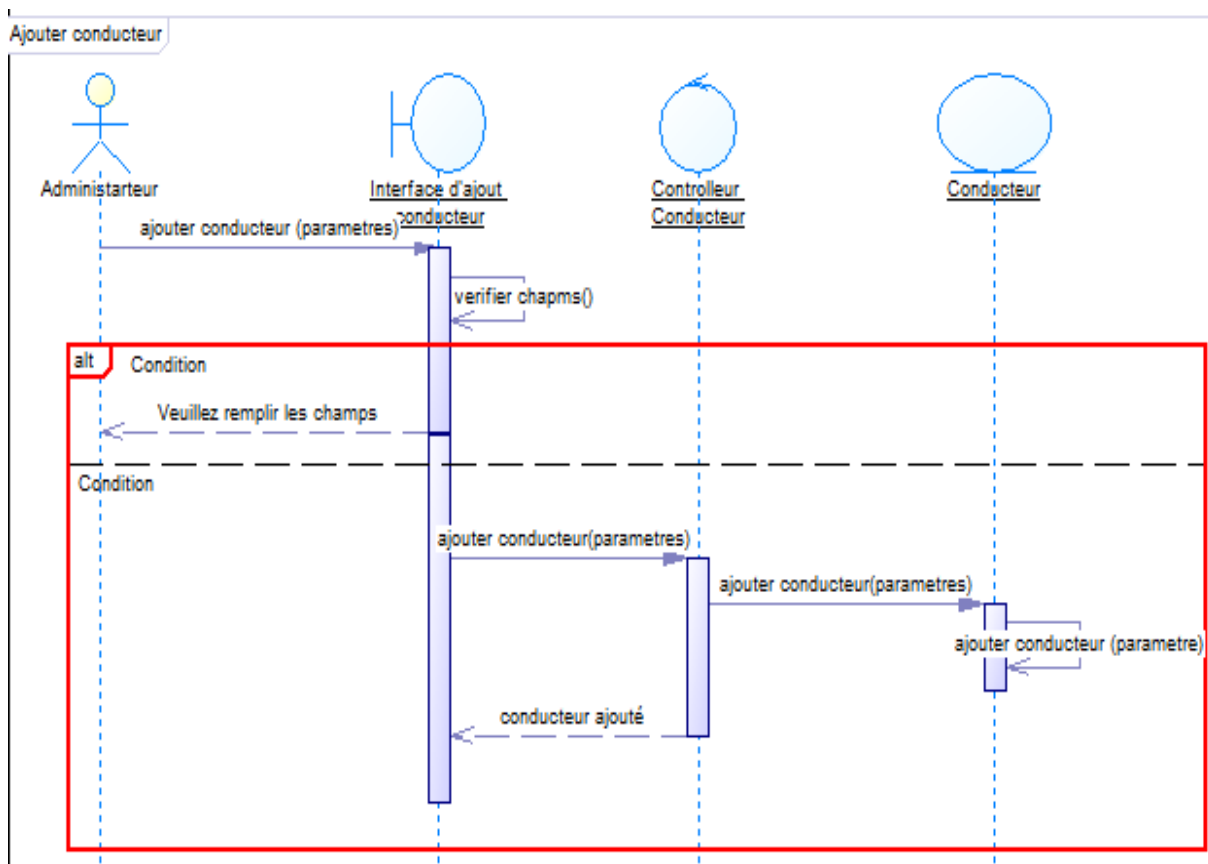 Ajouter conducteur
Administarteur
Interface d'ajout
conducteur
Controlleur
Conducteur
Conducteur
ajouter conducteur (parametres)
verifier chapms()
alt
Condition
Veuillez remplir les champs
Condition
ajouter conducteur(parametres)
ajouter conducteur(parametres)
ajouter conducteur (parametre)
conducteur ajouté